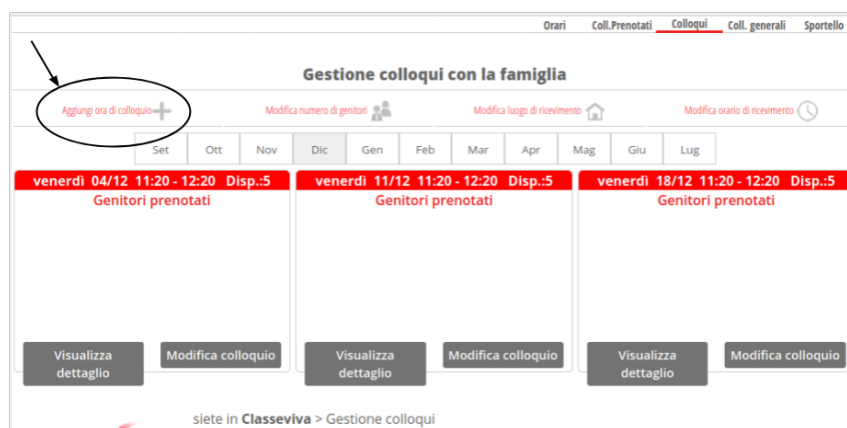 Orari Coll.Prenotati Colloqui Coll. generali Sportello
Gestione colloqui con la famiglia
Aggiungi ora di colloquio Modifica numero di genitori Modifica luogo di ricevimento Modifica orario di ricevimento
Set Ott Nov Dic Gen Feb Mar Apr Mag Giu Lug
venerdì 04/12 11:20 - 12:20 Disp.:5
Genitori prenotati
Visualizza dettaglio
Modifica colloquio
venerdì 11/12 11:20 - 12:20 Disp.:5
Genitori prenotati
Visualizza dettaglio
Modifica colloquio
venerdì 18/12 11:20 - 12:20 Disp.:5
Genitori prenotati
Visualizza dettaglio
Modifica colloquio
siete in Classeviva > Gestione colloqui